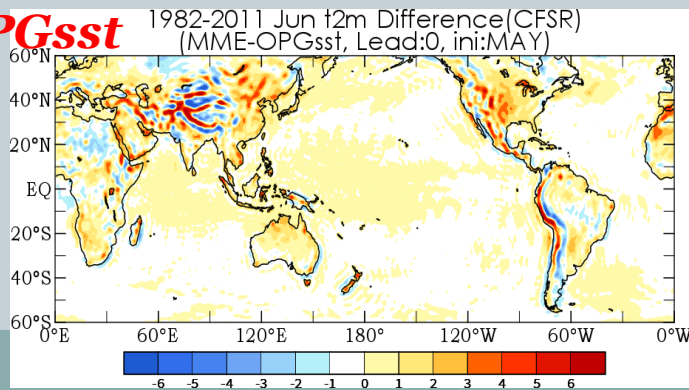 PGsst
1982-2011 Jun t2m Difference(CFSR)
(MME-OPGsst, Lead:0, ini:MAY)
60°N
40°N
20°N
EQ
20°S
40°S
60°S
0°E 60°E 120°E 180° 120°W 60°W 0°W
-6 -5 -4 -3 -2 -1 0 1 2 3 4 5 6